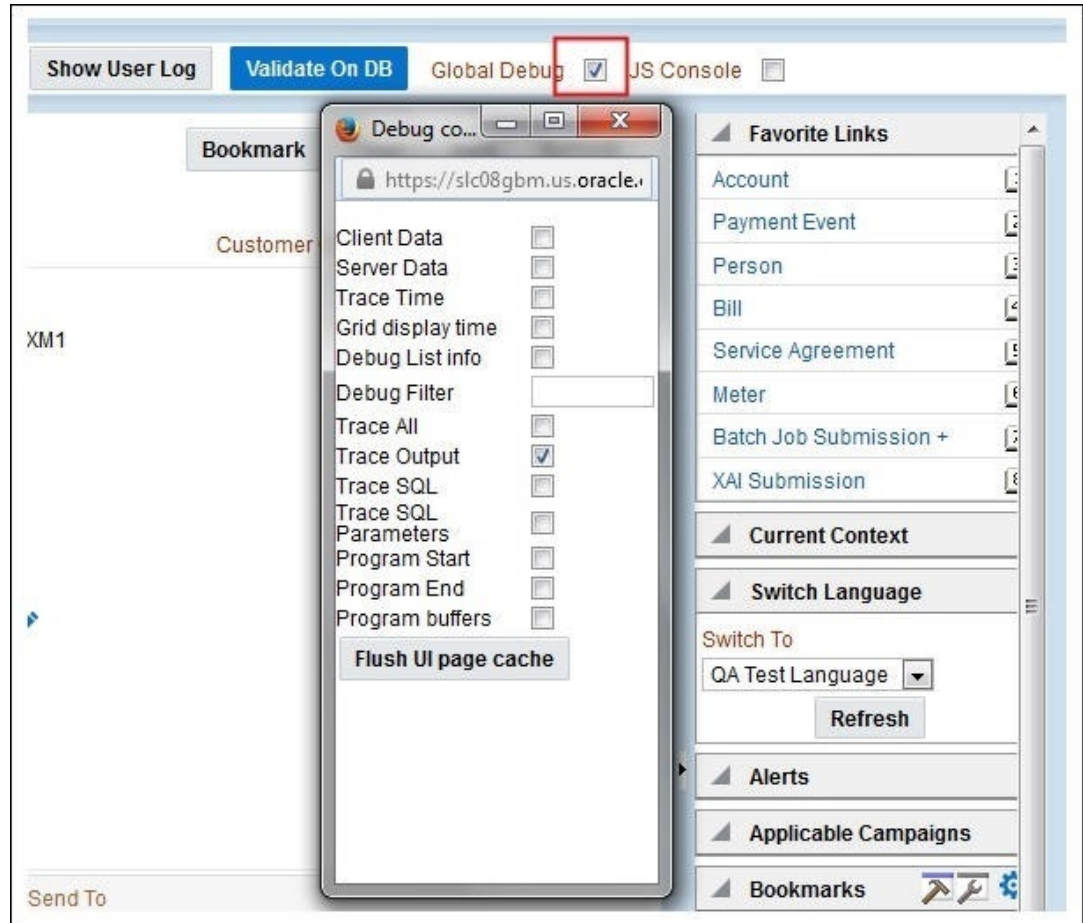 Show User Log
Validate On DB
Global Debug
JS Console
Bookmark
Customer
XM1
Send To
Debug co...
https://slc08gbm.us.oracle.
Client Data
Server Data
Trace Time
Grid display time
Debug List info
Debug Filter
Trace All
Trace Output
Trace SQL
Trace SQL
Parameters
Program Start
Program End
Program buffers
Flush UI page cache
Favorite Links
Account
Payment Event
Person
Bill
Service Agreement
Meter
Batch Job Submission +
XAI Submission
Current Context
Switch Language
Switch To
QA Test Language
Refresh
Alerts
Applicable Campaigns
Bookmarks